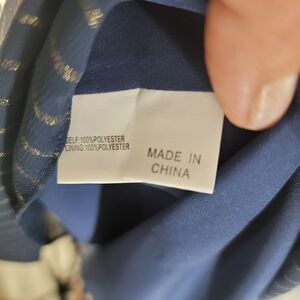 SELF:100%POLYESTER
LINING:100%POLYESTER
MADE IN
CHINA